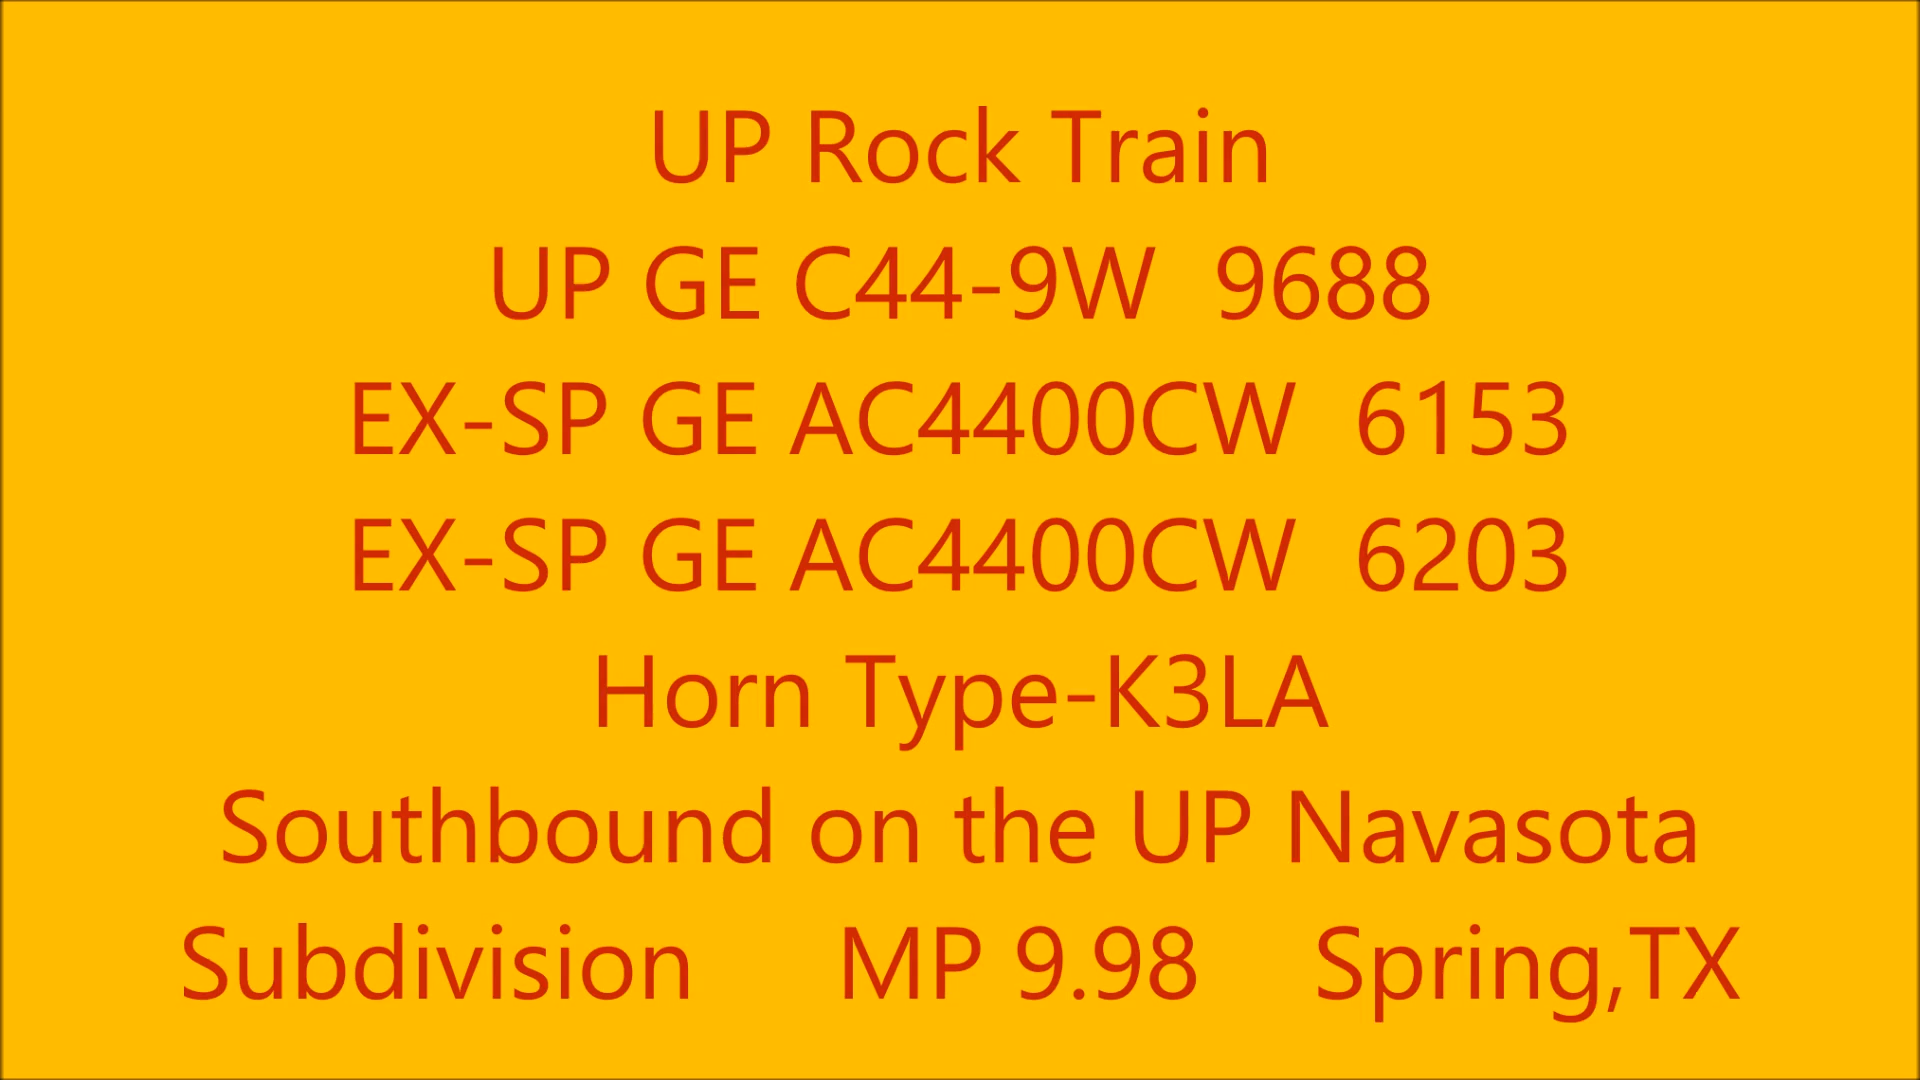 UP Rock Train
UP GE C44-9W  9688
EX-SP GE AC4400CW  6153
EX-SP GE AC4400CW  6203
Horn Type-K3LA
Southbound on the UP Navasota
Subdivision     MP 9.98    Spring,TX